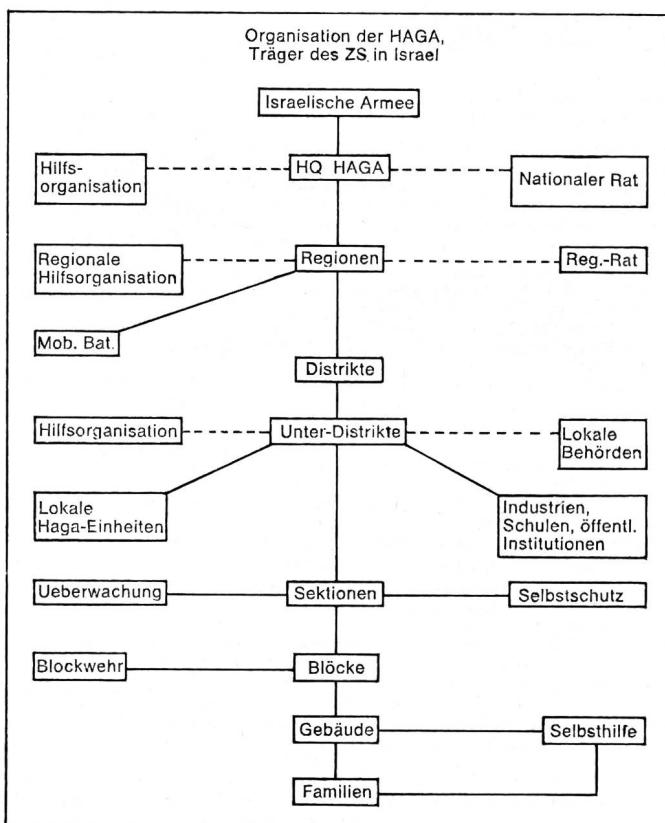 Organisation der HAGA,
Träger des ZS. in Israel
Israelische Armee
Hilfs-
organisation
HQ HAGA
Nationaler Rat
Regionale
Hilfsorganisation
Regionen
Reg.-Rat
Mob. Bat.
Distrikte
Hilfsorganisation
Unter-Distrikte
Lokale
Behörden
Lokale
Haga-Einheiten
Industrien,
Schulen, öffentl.
Institutionen
Ueberwachung
Sektionen
Selbstschutz
Blockwehr
Blöcke
Gebäude
Selbsthilfe
Familien